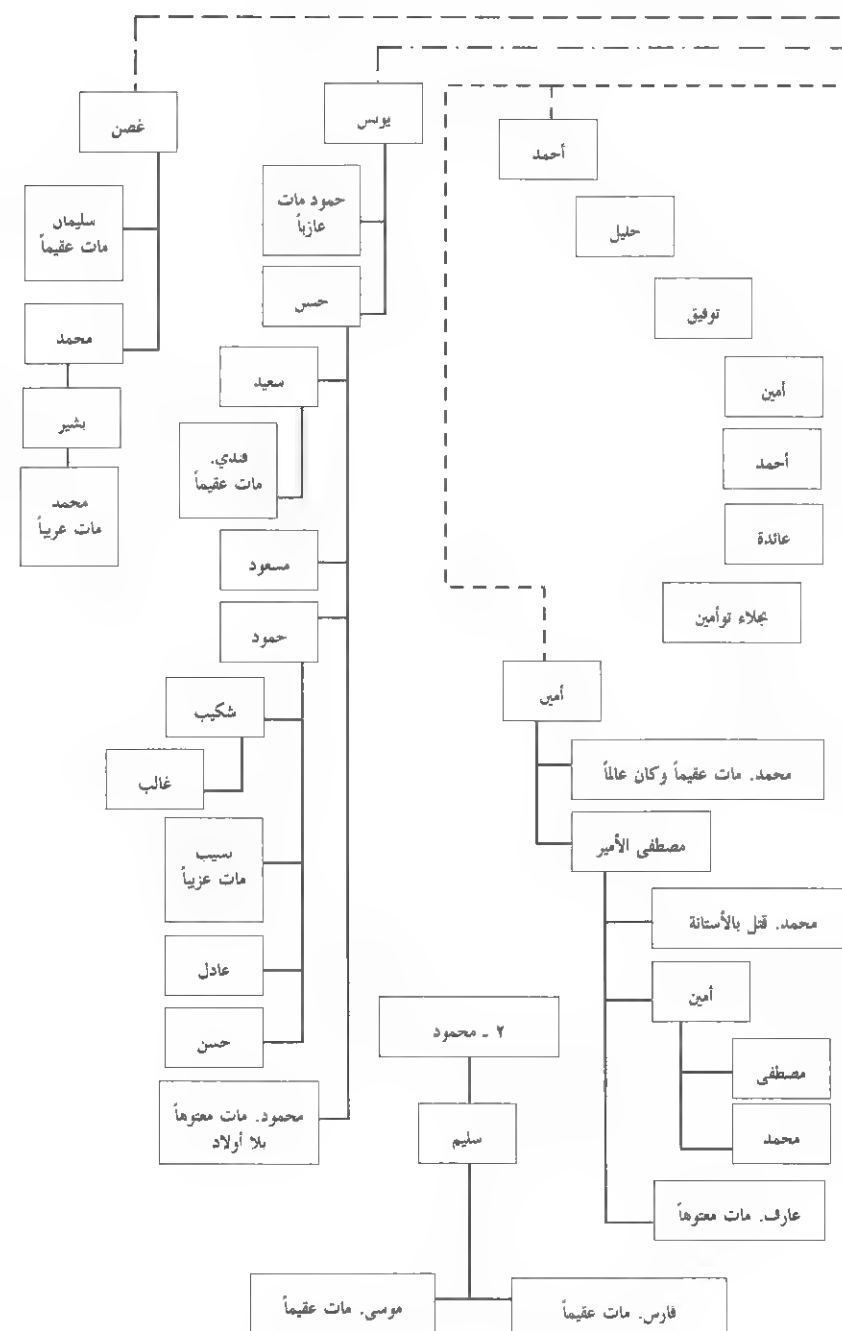 أحمد
خليل
توفيق
أمين
أحمد
عائدة
نجلاء توأمين
أمين
محمد. مات عقيماً وكان عالماً
مصطفى الأمير
محمد. قتل بالأستانة
أمين
مصطفى
محمد
عارف. مات معتوهاً
يونس
حمود مات
عازباً
حسن
سعيد
فندي.
مات عقيماً
مسعود
حمود
شكيب
غالب
نسيب
مات عزيباً
عادل
حسن
محمود. مات معتوهاً
بلا أولاد
غصن
سليمان
مات عقيماً
محمد
بشير
محمد
مات عريباً
٢ ـ محمود
سليم
فارس. مات عقيماً
موسى. مات عقيماً